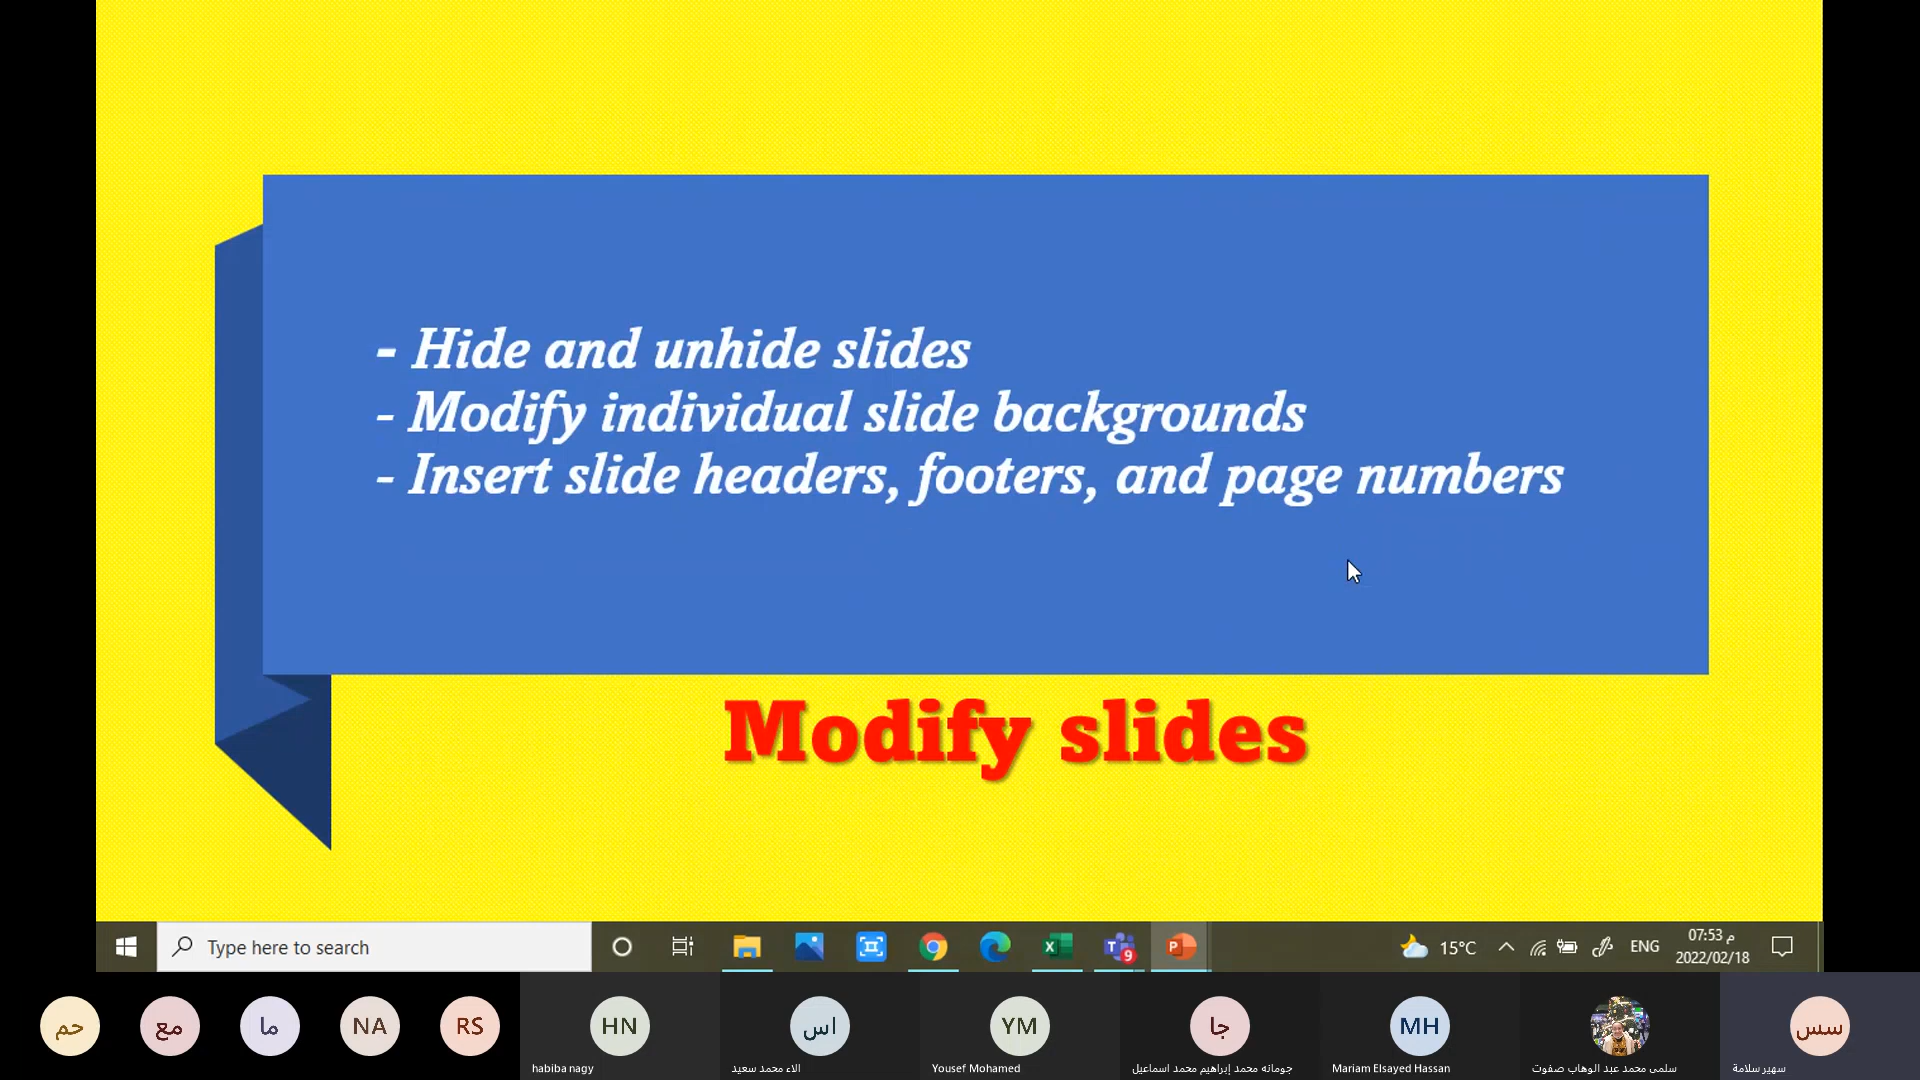 - Hide and unhide slides
- Modify individual slide backgrounds
- Insert slide headers, footers, and page numbers
Modify slides
Type here to search
9
15°C
ENG
07:53 م
2022/02/18
حم
مع
ما
NA
RS
HN
اس
YM
جا
MH
سس
habiba nagy
الاء محمد سعيد
Yousef Mohamed
جومانه محمد إبراهيم محمد اسماعيل
Mariam Elsayed Hassan
سلمى محمد عبد الوهاب صفوت
سهير سلامة